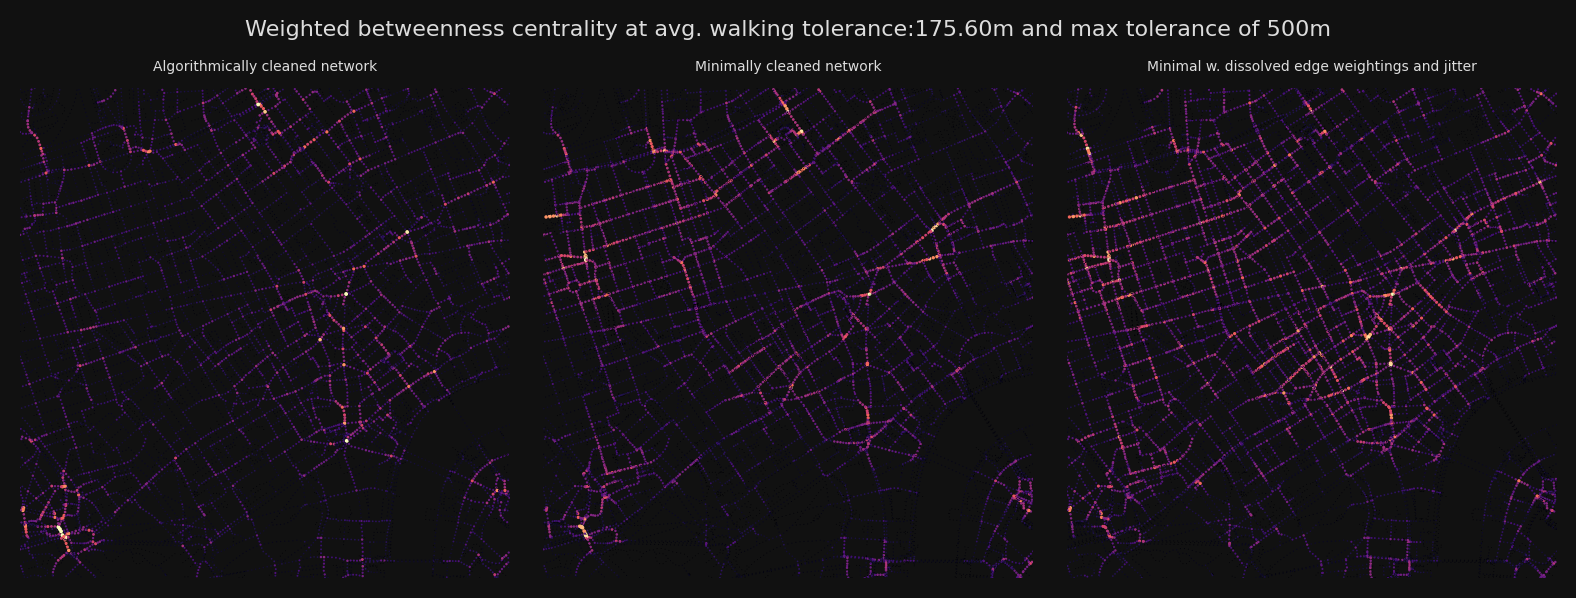 Weighted betweenness centrality at avg. walking tolerance:175.60m and max tolerance of 500m
Algorithmically cleaned network
Minimally cleaned network
Minimal w. dissolved edge weightings and jitter